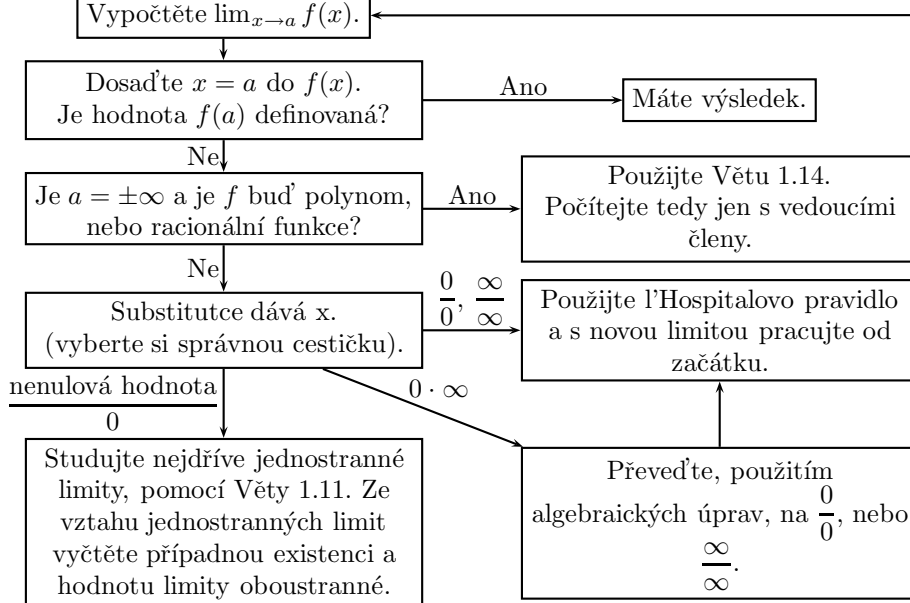 Vypočtěte lim_{x→a} f(x).
Dosaďte x = a do f(x).
Je hodnota f(a) definovaná?
Ano
Máte výsledek.
Ne
Je a = ±∞ a je f buď polynom,
nebo racionální funkce?
Ano
Použijte Větu 1.14.
Počítejte tedy jen s vedoucími
členy.
Ne
Substitutce dává x.
(vyberte si správnou cestičku).
0/0, ∞/∞
Použijte l'Hospitalovo pravidlo
a s novou limitou pracujte od
začátku.
nenulová hodnota/0
0 · ∞
Studujte nejdříve jednostranné
limity, pomocí Věty 1.11. Ze
vztahu jednostranných limit
vyčtěte případnou existenci a
hodnotu limity oboustranné.
Převeďte, použitím
algebraických úprav, na 0/0, nebo
∞/∞.